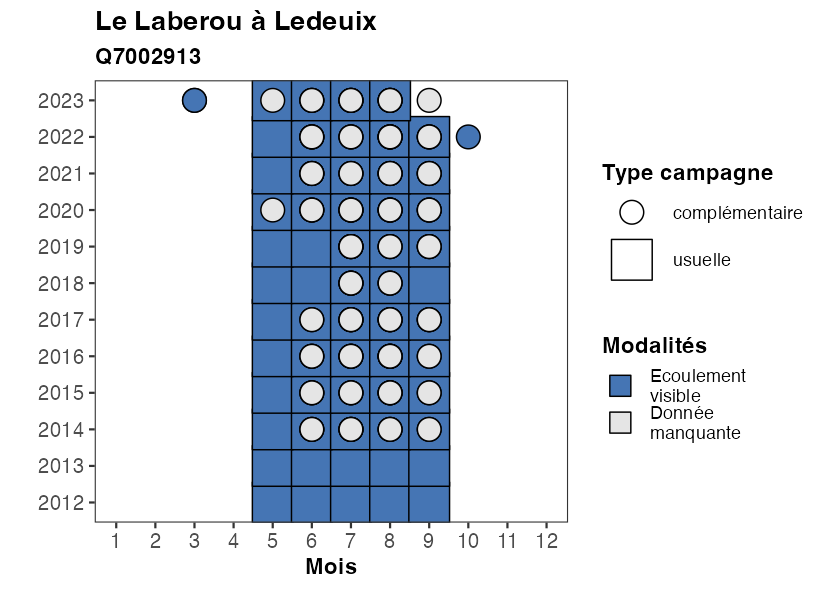 Le Laberou à Ledeuix
Q7002913
2023
2022
2021
2020
2019
2018
2017
2016
2015
2014
2013
2012
1 2 3 4 5 6 7 8 9 10 11 12
Mois
Type campagne
complémentaire
usuelle
Modalités
Ecoulement
visible
Donnée
manquante